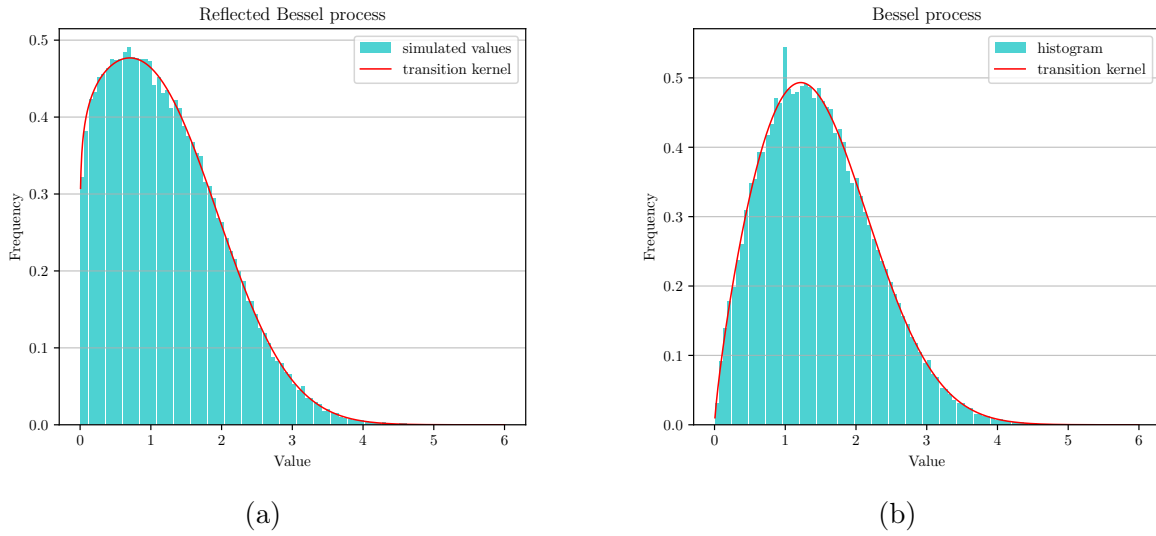 Reflected Bessel process
simulated values
transition kernel
Frequency
0.5
0.4
0.3
0.2
0.1
0.0
0 1 2 3 4 5 6
Value
(a)
Bessel process
histogram
transition kernel
Frequency
0.5
0.4
0.3
0.2
0.1
0.0
0 1 2 3 4 5 6
Value
(b)